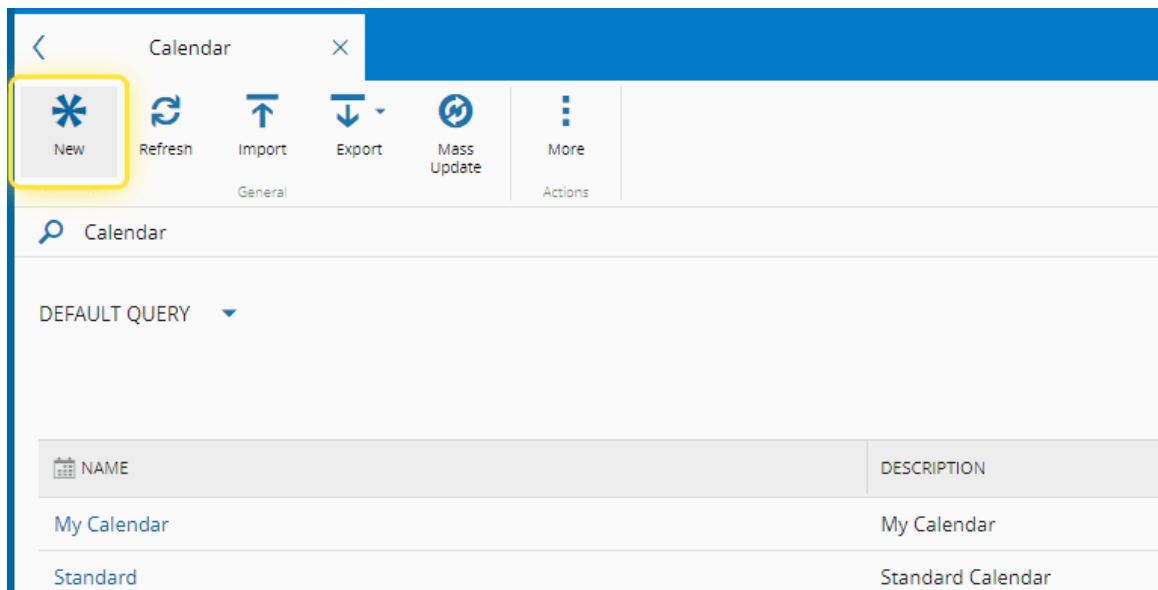 Calendar
New
Refresh
Import
Export
Mass
Update
More
General
Actions
Calendar
DEFAULT QUERY
NAME
DESCRIPTION
My Calendar
My Calendar
Standard
Standard Calendar